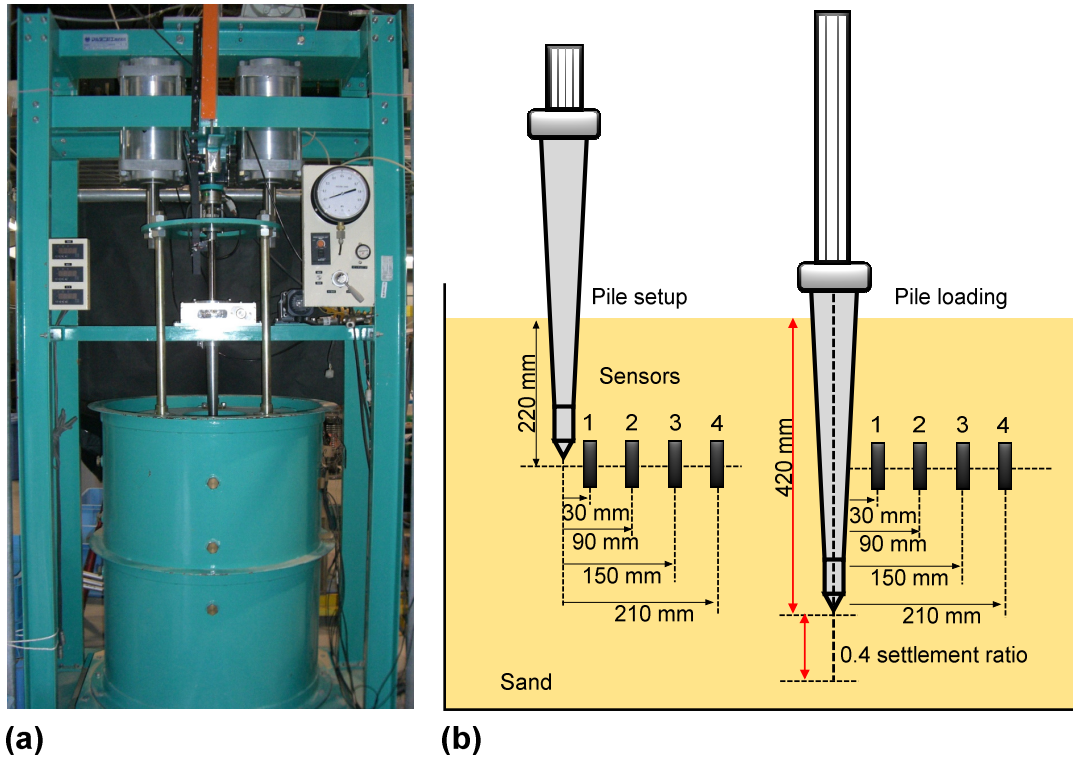 Pile setup
Pile loading
Sensors
220 mm
1 2 3 4
30 mm
90 mm
150 mm
210 mm
420 mm
1 2 3 4
30 mm
90 mm
150 mm
210 mm
0.4 settlement ratio
Sand
(a)
(b)